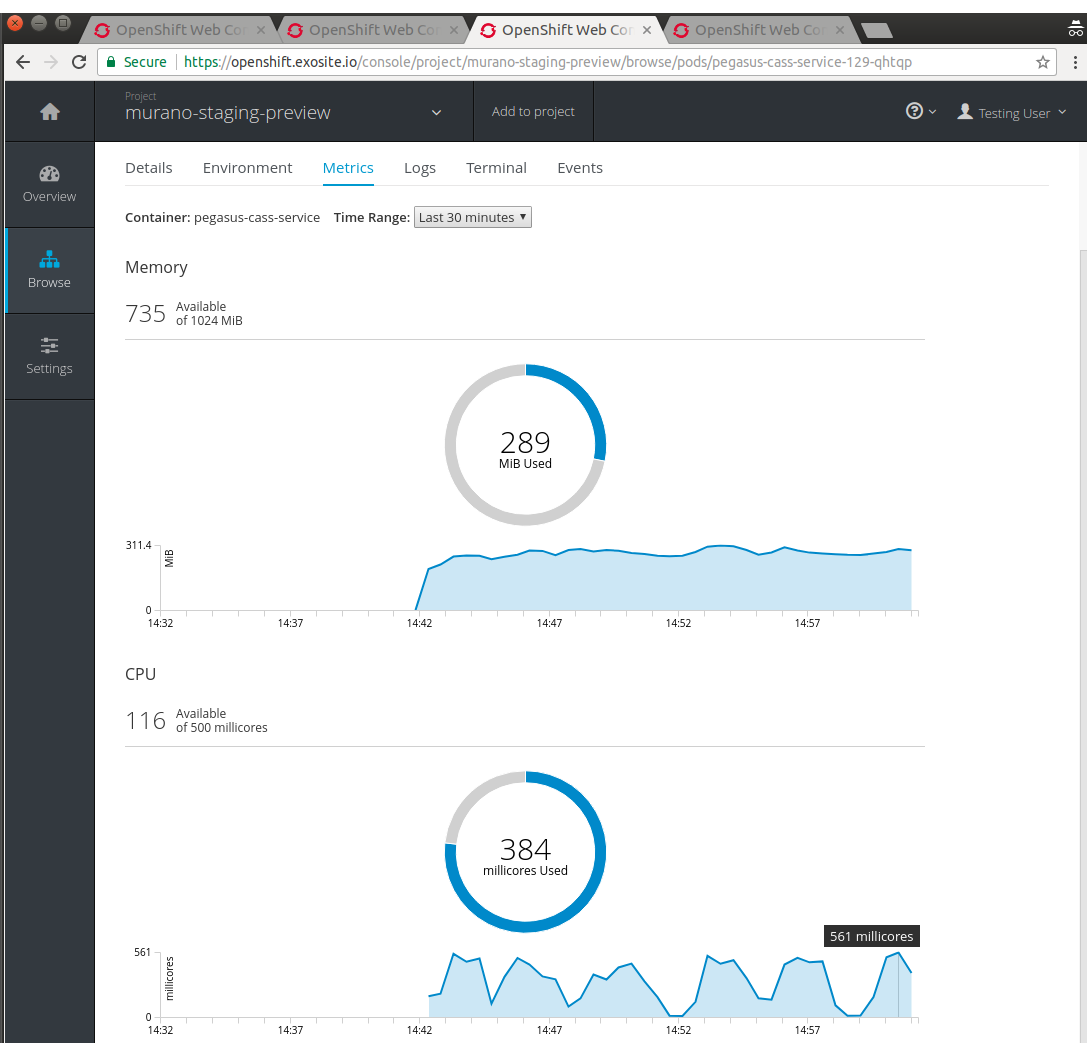 OpenShift Web Cor × OpenShift Web Cor × OpenShift Web Cor × OpenShift Web Cor ×
Secure https://openshift.exosite.io/console/project/murano-staging-preview/browse/pods/pegasus-cass-service-129-qhtqp
Project
murano-staging-preview
Add to project
Testing User
Overview
Browse
Settings
Details Environment Metrics Logs Terminal Events
Container: pegasus-cass-service Time Range: Last 30 minutes
Memory
735 Available
of 1024 MiB
289
MiB Used
311.4
MiB
0
14:32 14:37 14:42 14:47 14:52 14:57
CPU
116 Available
of 500 millicores
384
millicores Used
561 millicores
561
millicores
0
14:32 14:37 14:42 14:47 14:52 14:57